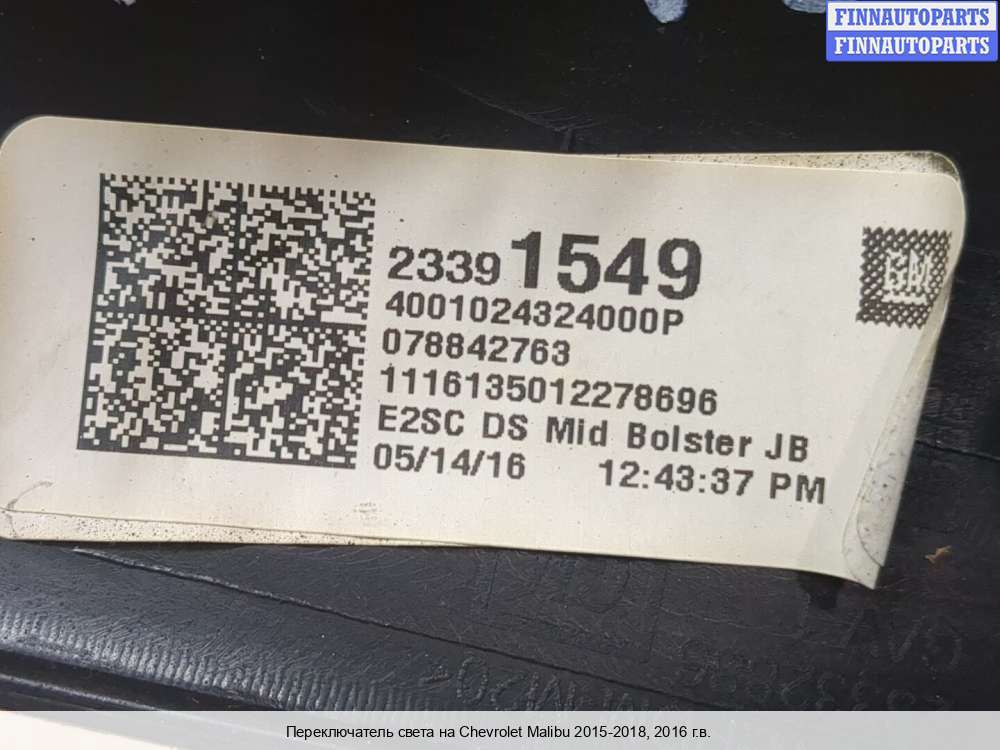 FINNAUTOPARTS
FINNAUTOPARTS
23391549
GM
4001024324000P
078842763
1116135012278696
E2SC DS Mid Bolster JB
05/14/16 12:43:37 PM
Переключатель света на Chevrolet Malibu 2015-2018, 2016 г.в.